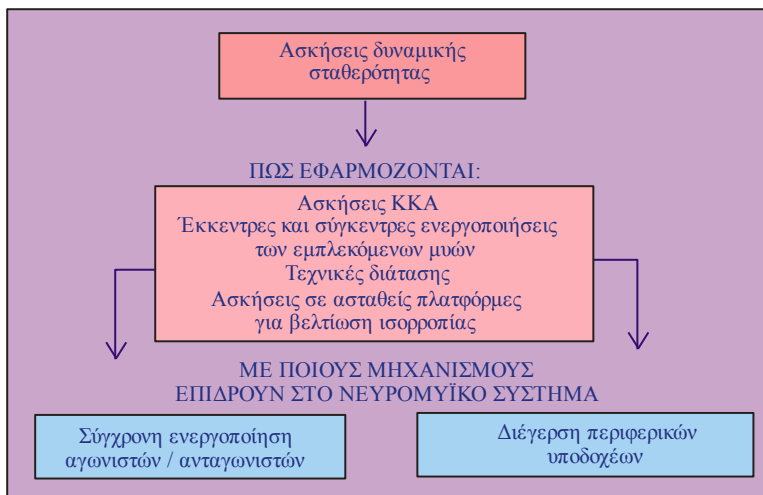 Ασκήσεις δυναμικής
σταθερότητας
ΠΩΣ ΕΦΑΡΜΟΖΟΝΤΑΙ:
Ασκήσεις ΚΚΑ
Έκκεντρες και σύγκεντρες ενεργοποιήσεις
των εμπλεκόμενων μυών
Τεχνικές διάτασης
Ασκήσεις σε ασταθείς πλατφόρμες
για βελτίωση ισορροπίας
ΜΕ ΠΟΙΟΥΣ ΜΗΧΑΝΙΣΜΟΥΣ
ΕΠΙΔΡΟΥΝ ΣΤΟ ΝΕΥΡΟΜΥΪΚΟ ΣΥΣΤΗΜΑ
Σύγχρονη ενεργοποίηση
αγωνιστών / ανταγωνιστών
Διέγερση περιφερικών
υποδοχέων